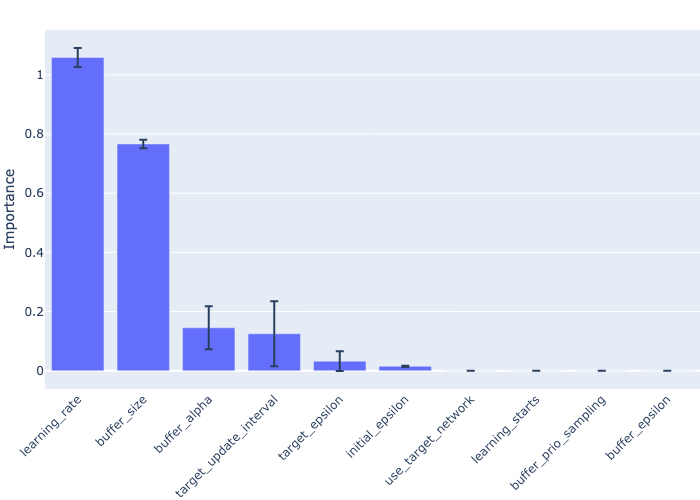 Importance
1
0.8
0.6
0.4
0.2
0
learning_rate
buffer_size
buffer_alpha
target_update_interval
target_epsilon
initial_epsilon
use_target_network
learning_starts
buffer_prio_sampling
buffer_epsilon